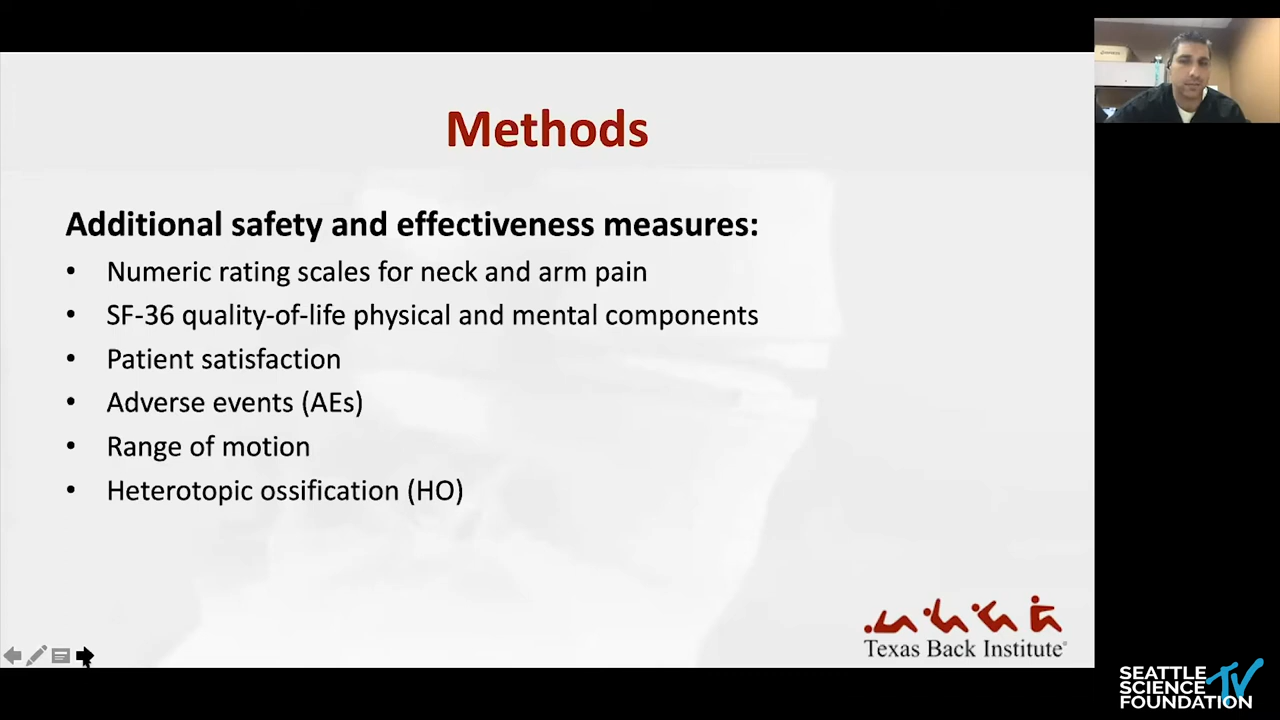 Methods
Additional safety and effectiveness measures:
• Numeric rating scales for neck and arm pain
• SF-36 quality-of-life physical and mental components
• Patient satisfaction
• Adverse events (AEs)
• Range of motion
• Heterotopic ossification (HO)
Texas Back Institute®
SEATTLE
SCIENCE
FOUNDATION
TV